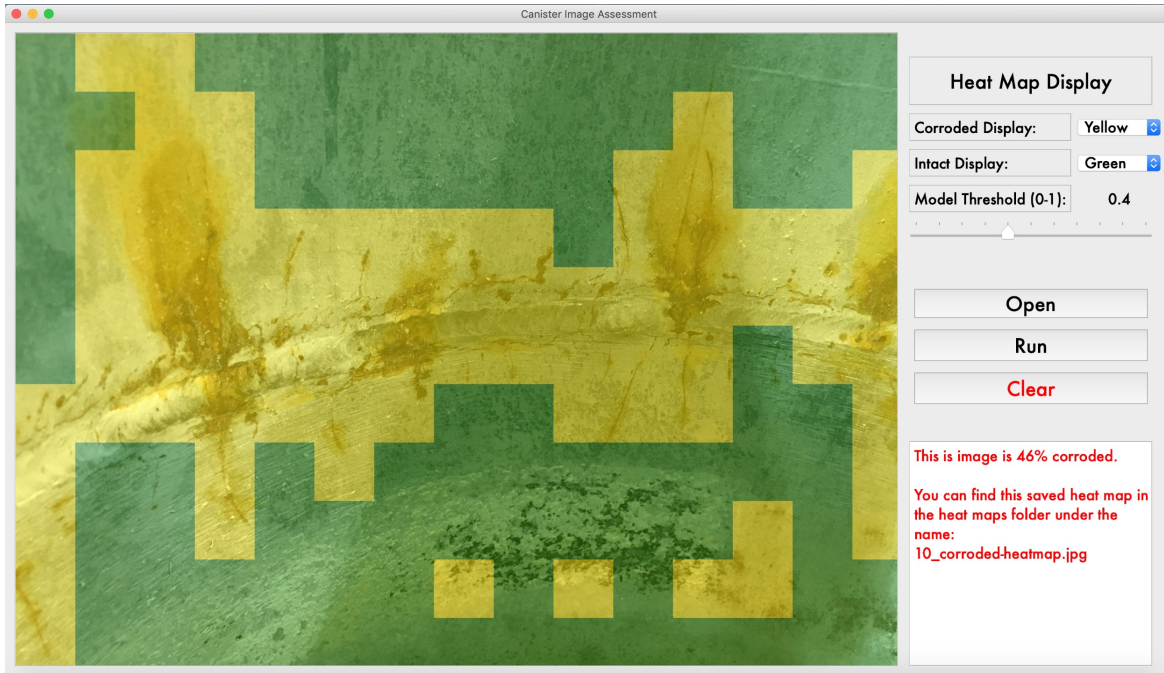 Canister Image Assessment
Heat Map Display
Corroded Display: Yellow
Intact Display: Green
Model Threshold (0-1): 0.4
Open
Run
Clear
This is image is 46% corroded.
You can find this saved heat map in
the heat maps folder under the
name:
10_corroded-heatmap.jpg